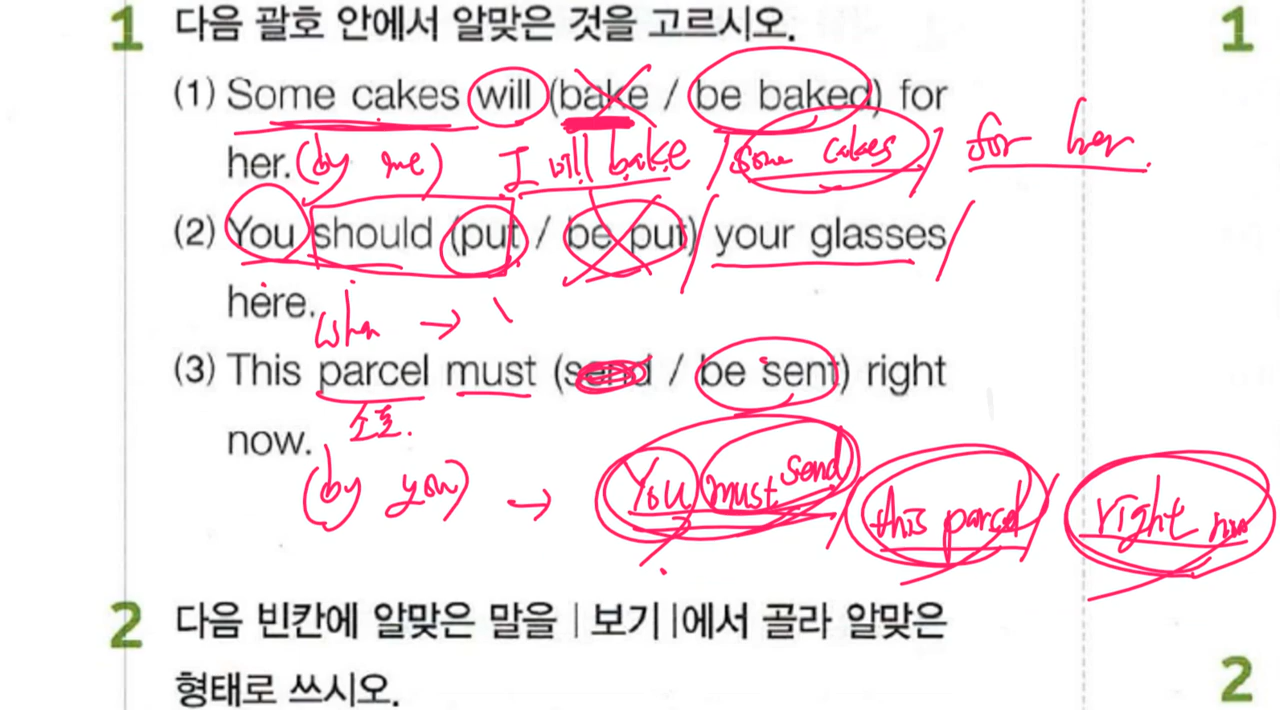 1 다음 괄호 안에서 알맞은 것을 고르시오. 1
(1) Some cakes will (bake / be baked) for
her. (by me) I will bake / some cakes / for her.
(2) You should (put / be put) / your glasses /
here.
when →
(3) This parcel must (send / be sent) right
소포.
now.
(by you) → You must send / this parcel / right now
2 다음 빈칸에 알맞은 말을 | 보기 |에서 골라 알맞은
형태로 쓰시오. 2